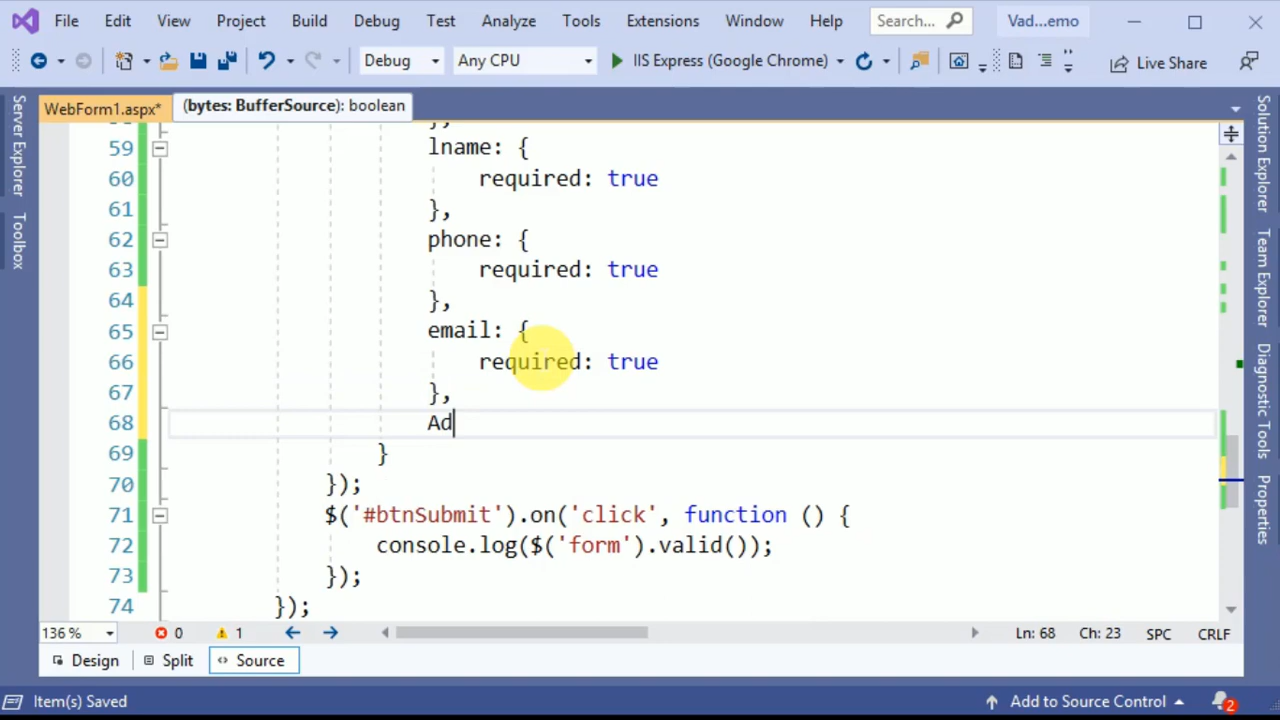 File Edit View Project Build Debug Test Analyze Tools Extensions Window Help Search... Vad...emo
Debug Any CPU IIS Express (Google Chrome) Live Share
WebForm1.aspx* (bytes: BufferSource): boolean
Server Explorer
Toolbox
},
59 lname: {
60 required: true
61 },
62 phone: {
63 required: true
64 },
65 email: {
66 required: true
67 },
68 Ad
69 }
70 });
71 $('#btnSubmit').on('click', function () {
72 console.log($('form').valid());
73 });
74 });
Solution Explorer
Team Explorer
Diagnostic Tools
Properties
136 % 0 1 Ln: 68 Ch: 23 SPC CRLF
Design Split Source
Item(s) Saved Add to Source Control 2